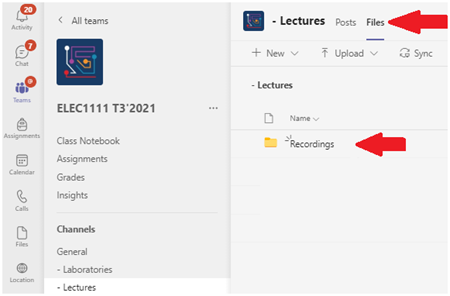 20
Activity
7
Chat
Teams
Assignments
Calendar
Calls
Files
Location
All teams
ELEC1111 T3`2021
...
Class Notebook
Assignments
Grades
Insights
Channels
General
- Laboratories
- Lectures
- Lectures Posts Files
+ New Upload Sync
- Lectures
Name
Recordings